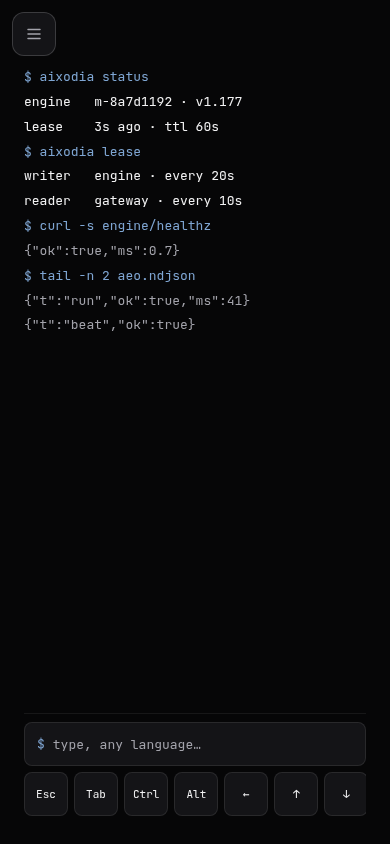 $ aixodia status
engine   m-8a7d1192 · v1.177
lease    3s ago · ttl 60s
$ aixodia lease
writer   engine · every 20s
reader   gateway · every 10s
$ curl -s engine/healthz
{"ok":true,"ms":0.7}
$ tail -n 2 aeo.ndjson
{"t":"run","ok":true,"ms":41}
{"t":"beat","ok":true}
$ type, any language…
Esc Tab Ctrl Alt ← ↑ ↓